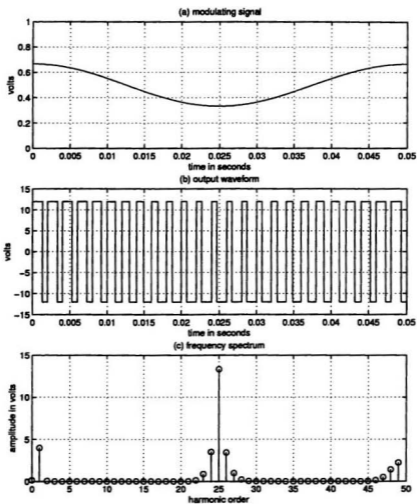 (a) modulating signal
1
0.8
0.6
0.4
0.2
0
volts
0 0.005 0.01 0.015 0.02 0.025 0.03 0.035 0.04 0.045 0.05
time in seconds
(b) output waveform
15
10
5
0
−5
−10
−15
volts
0 0.005 0.01 0.015 0.02 0.025 0.03 0.035 0.04 0.045 0.05
time in seconds
(c) frequency spectrum
15
10
5
0
amplitude in volts
0 5 10 15 20 25 30 35 40 45 50
harmonic order